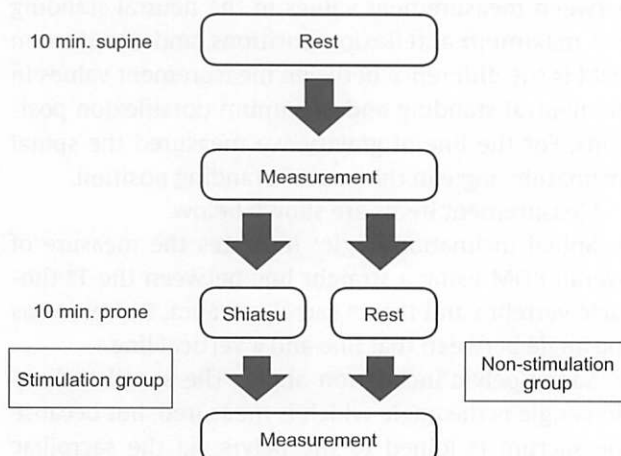 10 min. supine
Rest
Measurement
10 min. prone
Shiatsu
Rest
Stimulation group
Non-stimulation
group
Measurement